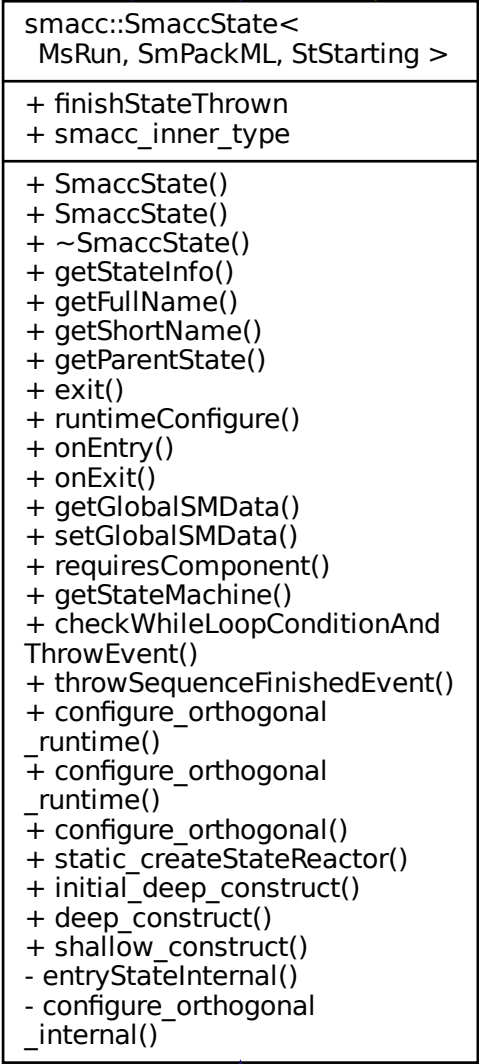 smacc::SmaccState<
MsRun, SmPackML, StStarting >
+ finishStateThrown
+ smacc_inner_type
+ SmaccState()
+ SmaccState()
+ ~SmaccState()
+ getStateInfo()
+ getFullName()
+ getShortName()
+ getParentState()
+ exit()
+ runtimeConfigure()
+ onEntry()
+ onExit()
+ getGlobalSMData()
+ setGlobalSMData()
+ requiresComponent()
+ getStateMachine()
+ checkWhileLoopConditionAnd
ThrowEvent()
+ throwSequenceFinishedEvent()
+ configure_orthogonal
_runtime()
+ configure_orthogonal
_runtime()
+ configure_orthogonal()
+ static_createStateReactor()
+ initial_deep_construct()
+ deep_construct()
+ shallow_construct()
- entryStateInternal()
- configure_orthogonal
_internal()